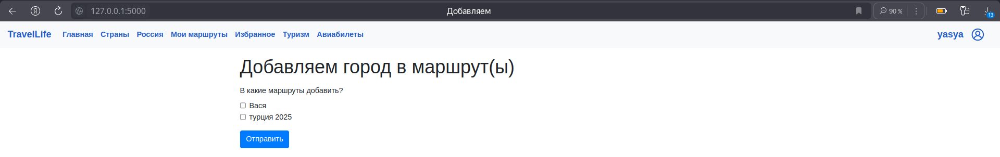 Я 127.0.0.1:5000 Добавляем 90 % 13
TravelLife Главная Страны Россия Мои маршруты Избранное Туризм Авиабилеты yasya
Добавляем город в маршрут(ы)
В какие маршруты добавить?
Вася
турция 2025
Отправить